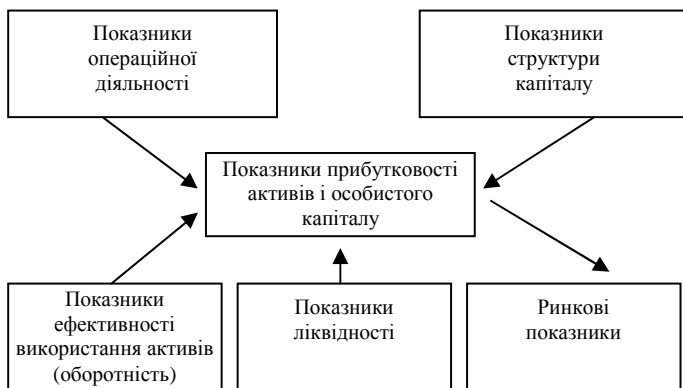 Показники
операційної
діяльності
Показники
структури
капіталу
Показники прибутковості
активів і особистого
капіталу
Показники
ефективності
використання активів
(оборотність)
Показники
ліквідності
Ринкові
показники